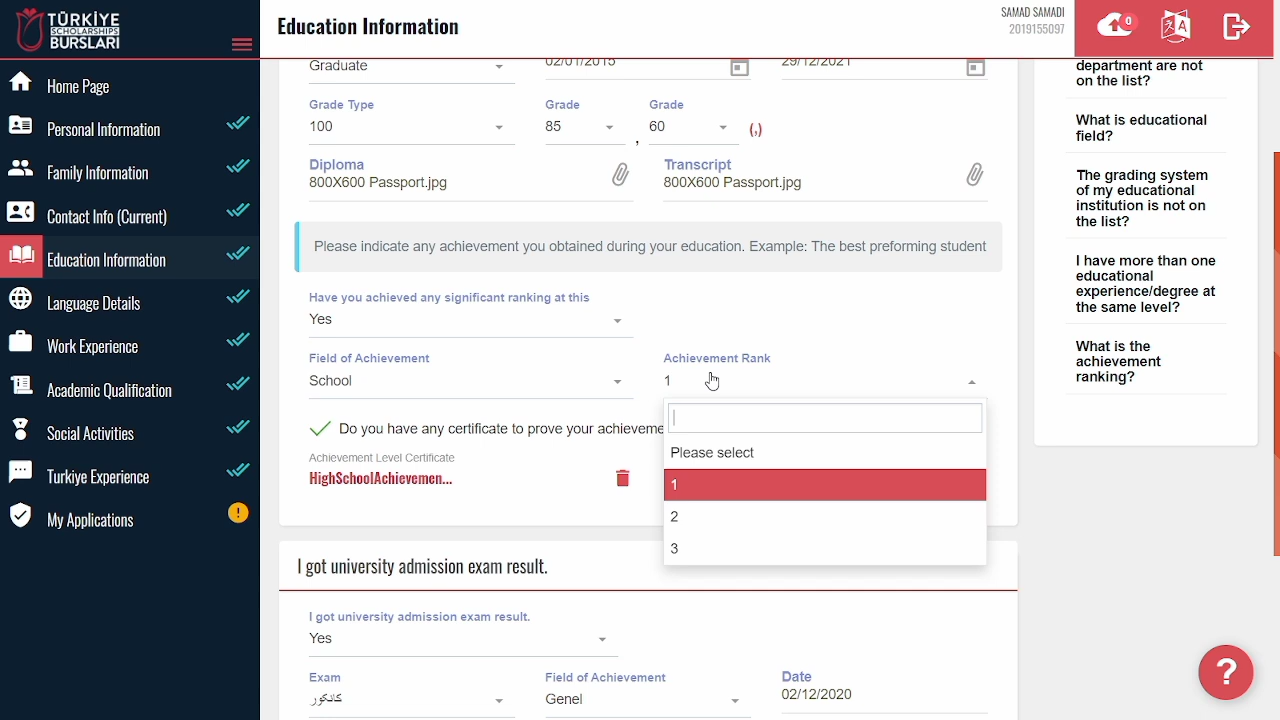 TÜRKİYE
SCHOLARSHIPS
BURSLARI
Home Page
Personal Information
Family Information
Contact Info (Current)
Education Information
Language Details
Work Experience
Academic Qualification
Social Activities
Turkiye Experience
My Applications
!
Education Information
SAMAD SAMADI
2019155097
0
Graduate
02/01/2015
29/12/2021
Grade Type
Grade
Grade
100
85
,
60
(,)
Diploma
Transcript
800X600 Passport.jpg
800X600 Passport.jpg
Please indicate any achievement you obtained during your education. Example: The best preforming student
Have you achieved any significant ranking at this
Yes
Field of Achievement
Achievement Rank
School
1
Do you have any certificate to prove your achieveme
Achievement Level Certificate
HighSchoolAchievemen...
Please select
1
2
3
I got university admission exam result.
I got university admission exam result.
Yes
Exam
Field of Achievement
Date
کانکور
Genel
02/12/2020
department are not
on the list?
What is educational
field?
The grading system
of my educational
institution is not on
the list?
I have more than one
educational
experience/degree at
the same level?
What is the
achievement
ranking?
?